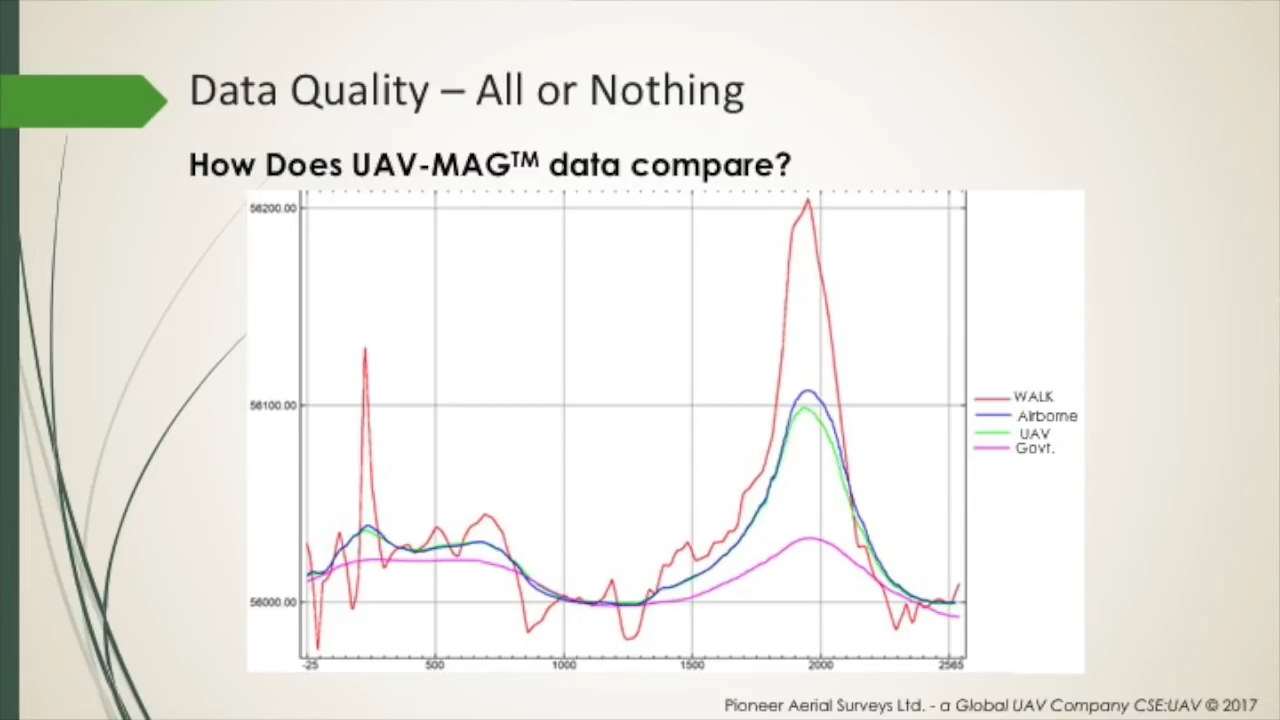 Data Quality – All or Nothing
How Does UAV-MAG™ data compare?
56200.00
56100.00
56000.00
-25 500 1000 1500 2000 2565
WALK
Airborne
UAV
Govt.
Pioneer Aerial Surveys Ltd. - a Global UAV Company CSE:UAV © 2017